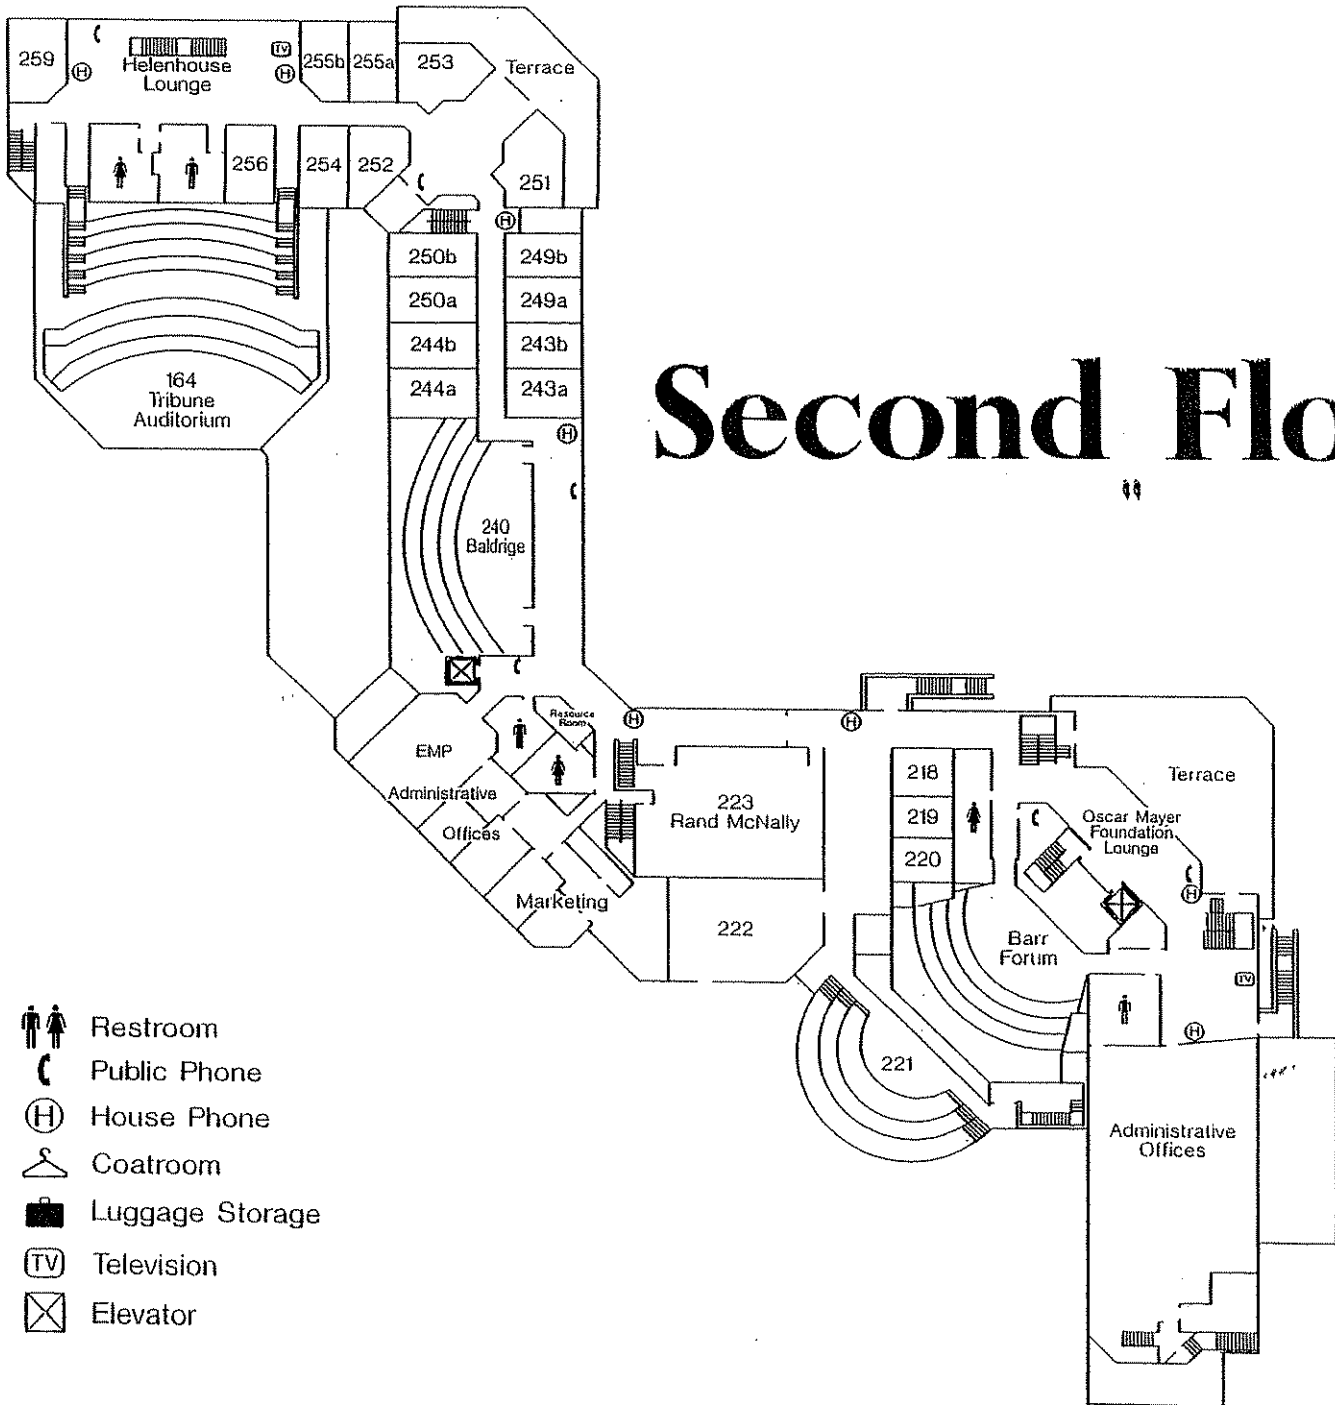 259
H
Helenhouse
Lounge
TV
H
255b
255a
253
Terrace
256
254
252
251
H
250b
249b
250a
249a
244b
243b
244a
243a
H
164
Tribune
Auditorium
Second Flo
240
Baldrige
Resource
Room
H
H
EMP
Administrative
Offices
Marketing
223
Rand McNally
222
218
219
220
Terrace
Oscar Mayer
Foundation
Lounge
H
Barr
Forum
TV
H
221
Administrative
Offices
Restroom
Public Phone
H House Phone
Coatroom
Luggage Storage
TV Television
Elevator